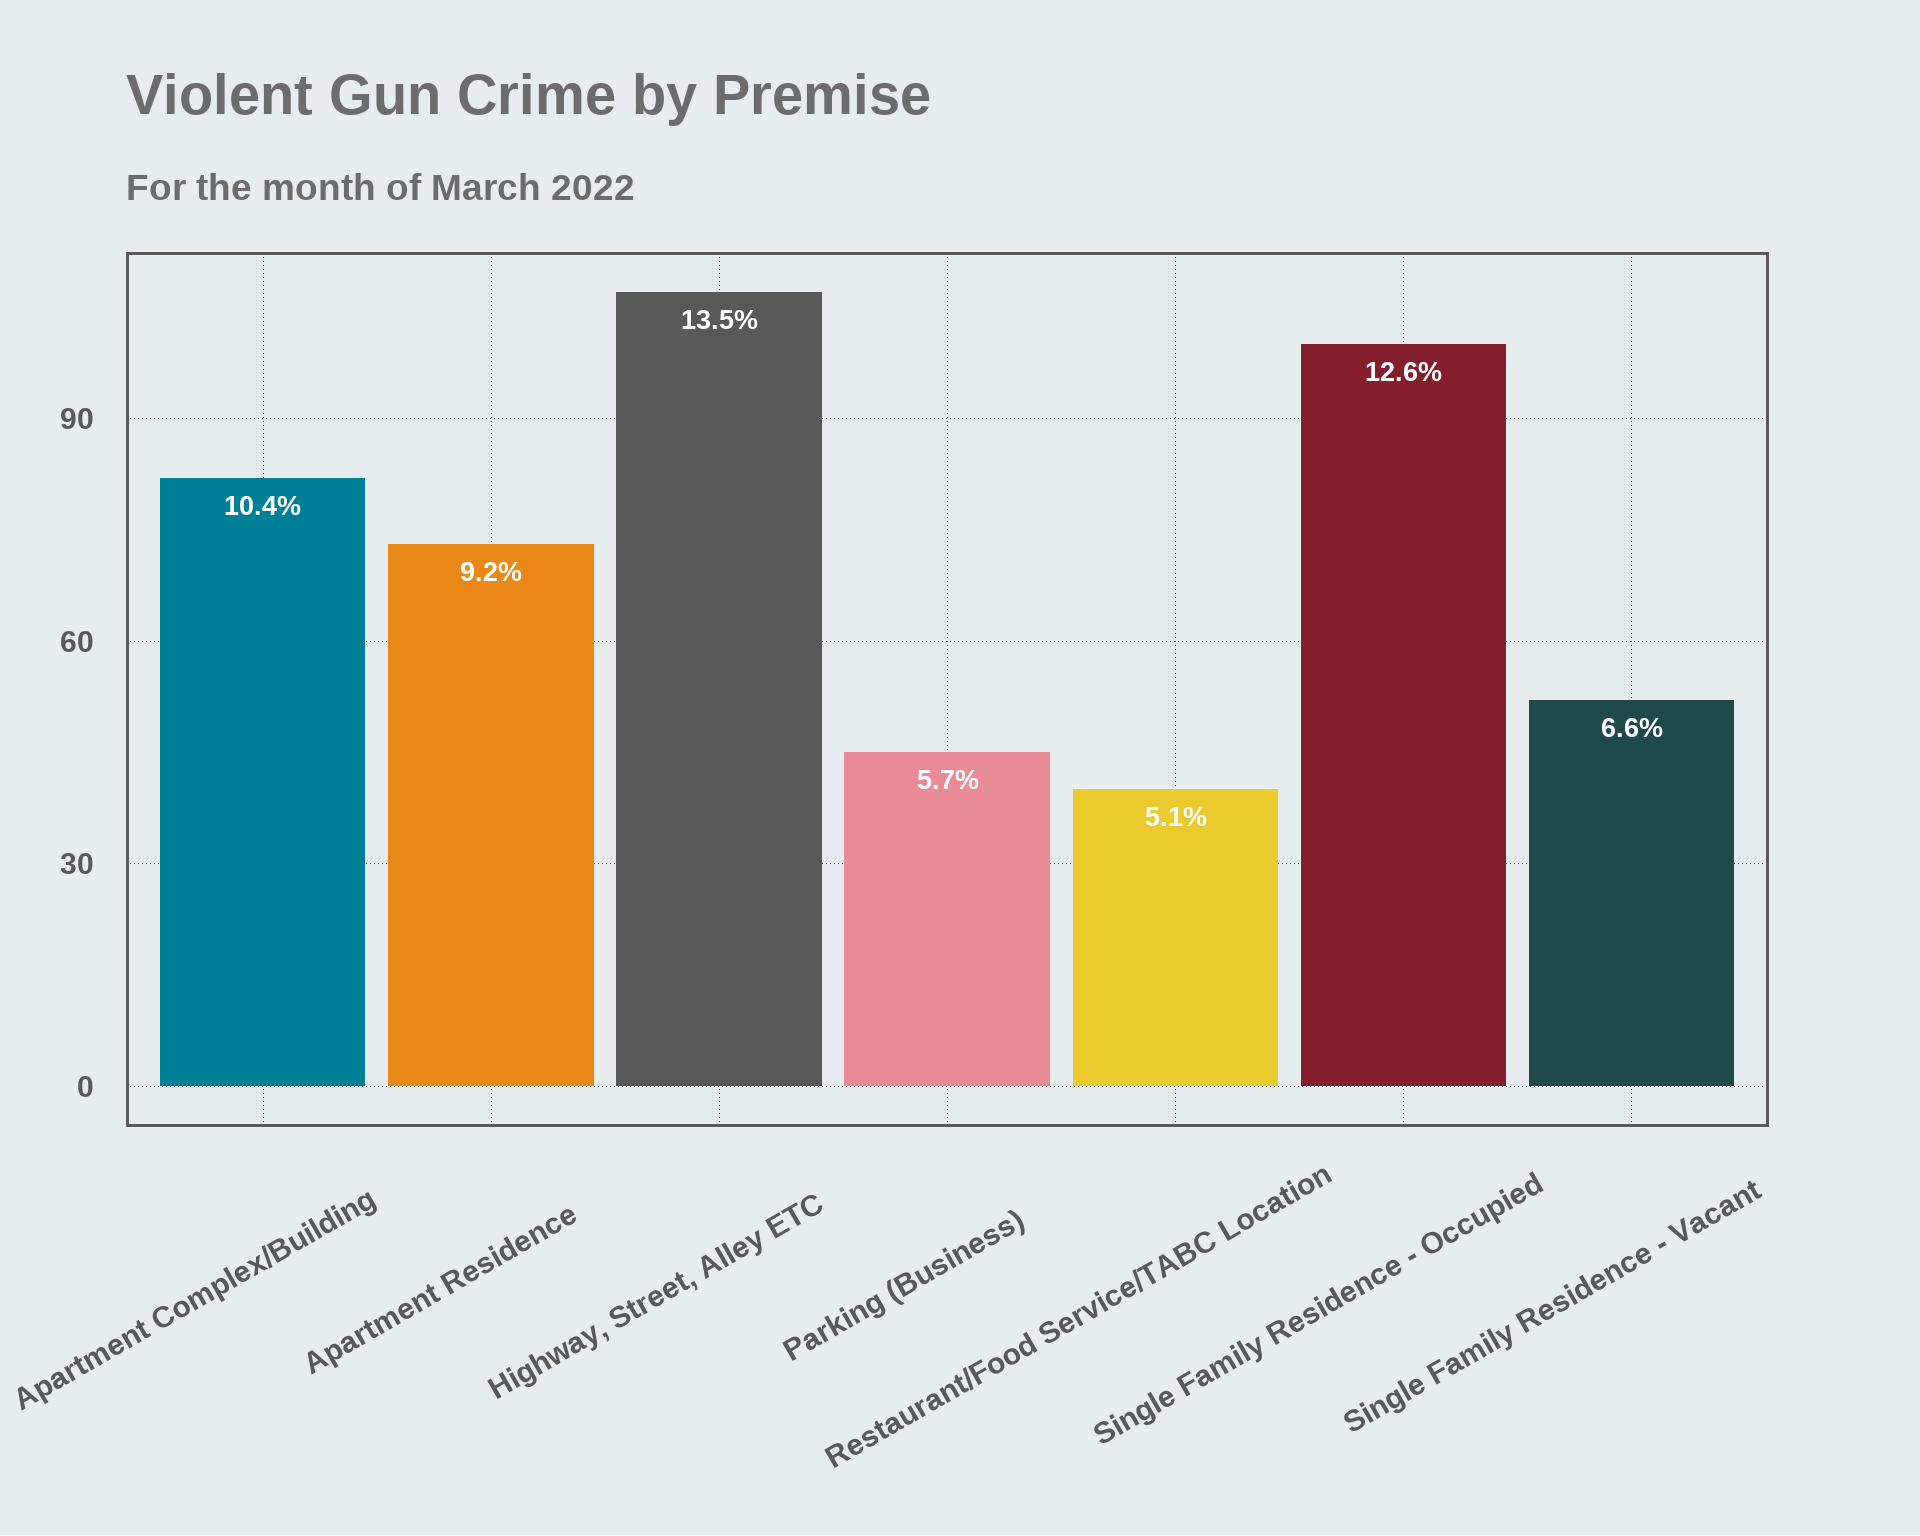 Violent Gun Crime by Premise
For the month of March 2022
13.5%
12.6%
90
10.4%
9.2%
60
6.6%
5.7%
5.1%
30
0
Apartment Complex/Building
Apartment Residence
Highway, Street, Alley ETC
Parking (Business)
Restaurant/Food Service/TABC Location
Single Family Residence - Occupied
Single Family Residence - Vacant